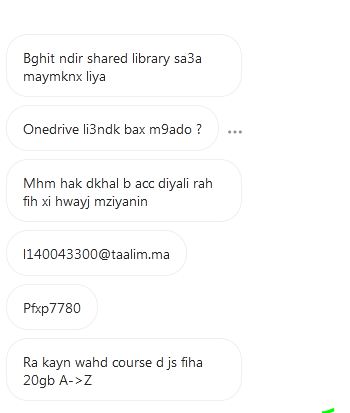 Bghit ndir shared library sa3a
maymknx liya
Onedrive li3ndk bax m9ado ?
Mhm hak dkhal b acc diyali rah
fih xi hwayj mziyanin
l140043300@taalim.ma
Pfxp7780
Ra kayn wahd course d js fiha
20gb A->Z